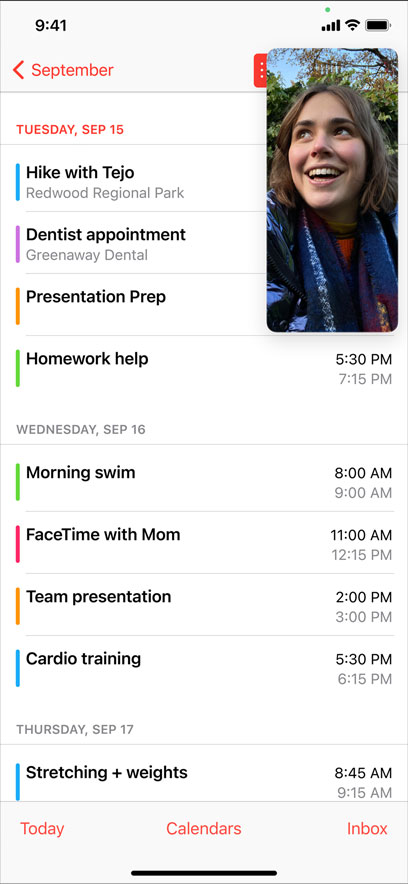 9:41
September
TUESDAY, SEP 15
Hike with Tejo
Redwood Regional Park
Dentist appointment
Greenaway Dental
Presentation Prep
Homework help 5:30 PM
7:15 PM
WEDNESDAY, SEP 16
Morning swim 8:00 AM
9:00 AM
FaceTime with Mom 11:00 AM
12:15 PM
Team presentation 2:00 PM
3:00 PM
Cardio training 5:30 PM
6:15 PM
THURSDAY, SEP 17
Stretching + weights 8:45 AM
9:15 AM
Today Calendars Inbox